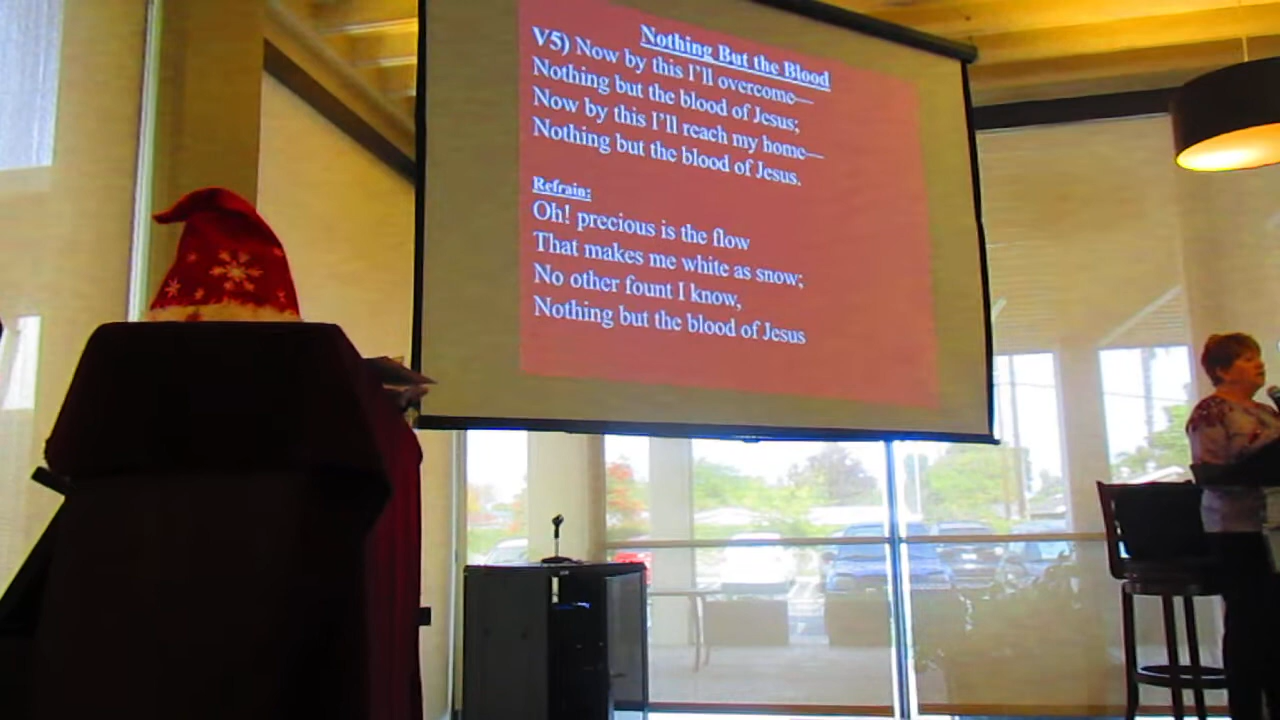 Nothing But the Blood
V5) Now by this I'll overcome—
Nothing but the blood of Jesus;
Now by this I'll reach my home—
Nothing but the blood of Jesus.
Refrain:
Oh! precious is the flow
That makes me white as snow;
No other fount I know,
Nothing but the blood of Jesus